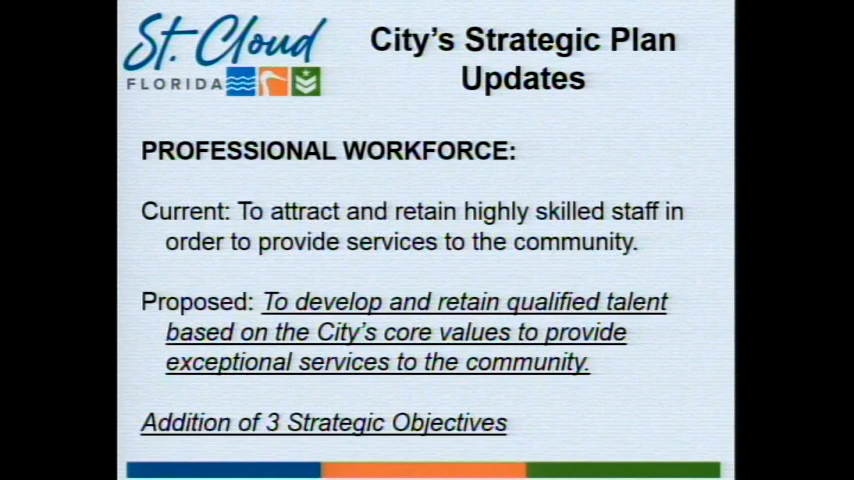 St. Cloud
FLORIDA
City's Strategic Plan
Updates
PROFESSIONAL WORKFORCE:
Current: To attract and retain highly skilled staff in
order to provide services to the community.
Proposed: To develop and retain qualified talent
based on the City's core values to provide
exceptional services to the community.
Addition of 3 Strategic Objectives